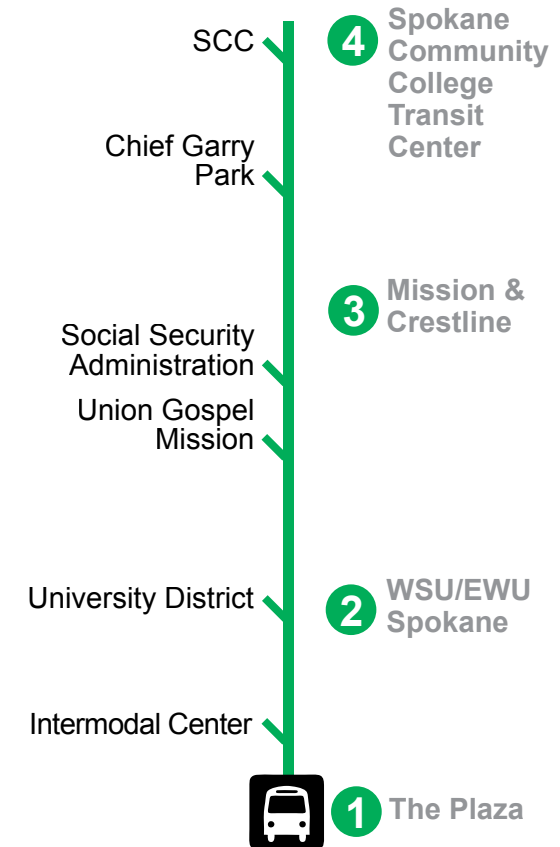 SCC
4
Spokane
Community
College
Transit
Center
Chief Garry
Park
3
Mission &
Crestline
Social Security
Administration
Union Gospel
Mission
University District
2
WSU/EWU
Spokane
Intermodal Center
1
The Plaza